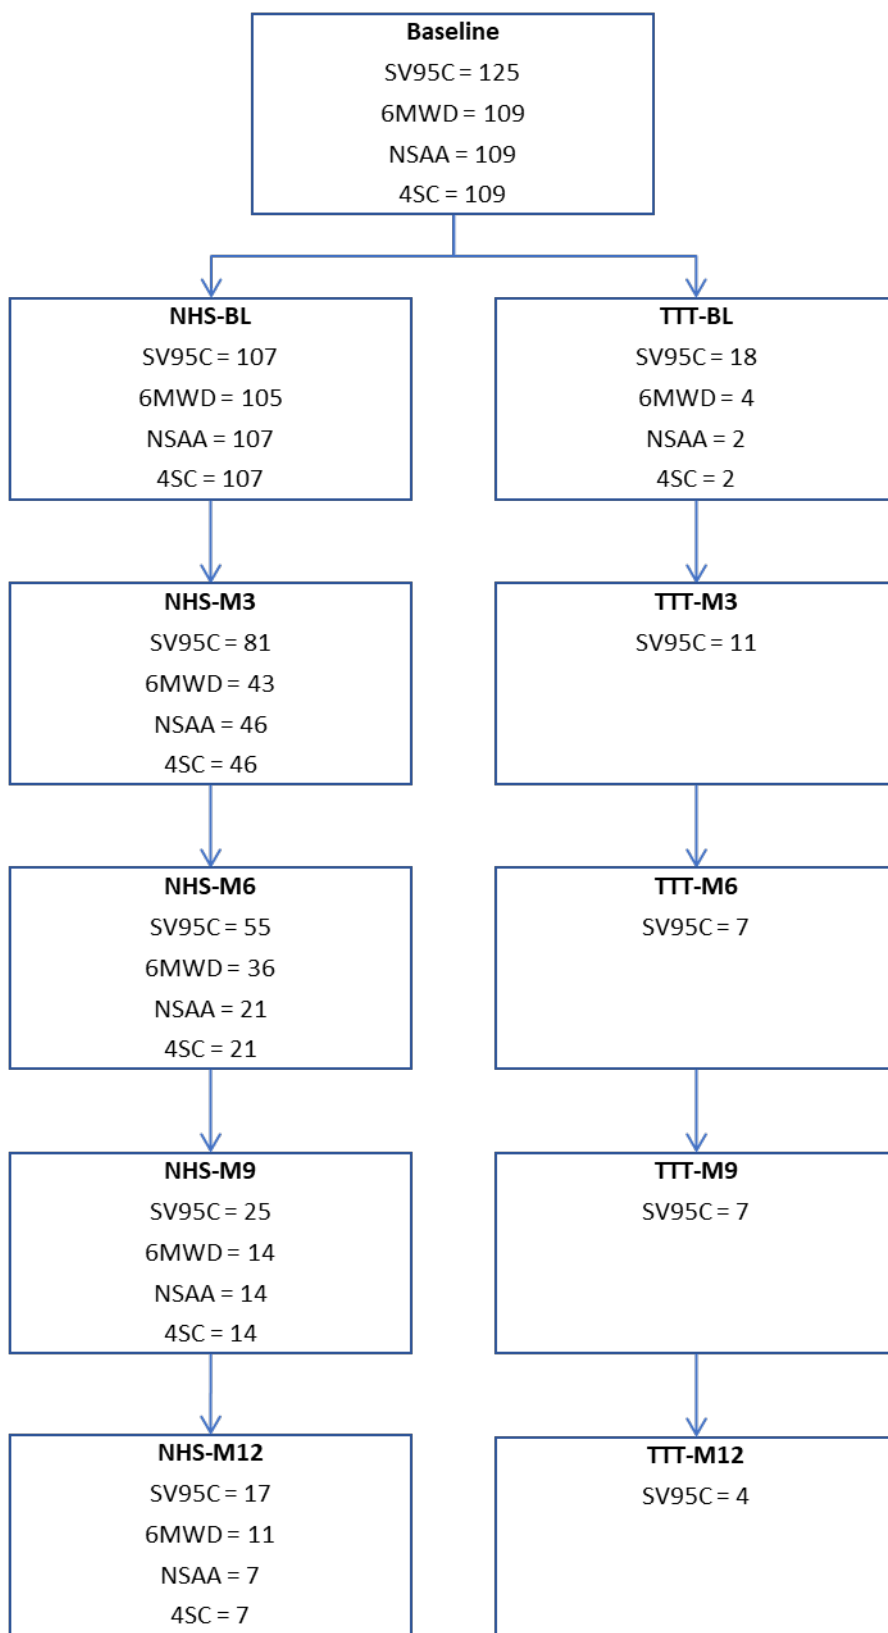 Baseline
SV95C = 125
6MWD = 109
NSAA = 109
4SC = 109
NHS-BL
SV95C = 107
6MWD = 105
NSAA = 107
4SC = 107
TTT-BL
SV95C = 18
6MWD = 4
NSAA = 2
4SC = 2
NHS-M3
SV95C = 81
6MWD = 43
NSAA = 46
4SC = 46
TTT-M3
SV95C = 11
NHS-M6
SV95C = 55
6MWD = 36
NSAA = 21
4SC = 21
TTT-M6
SV95C = 7
NHS-M9
SV95C = 25
6MWD = 14
NSAA = 14
4SC = 14
TTT-M9
SV95C = 7
NHS-M12
SV95C = 17
6MWD = 11
NSAA = 7
4SC = 7
TTT-M12
SV95C = 4